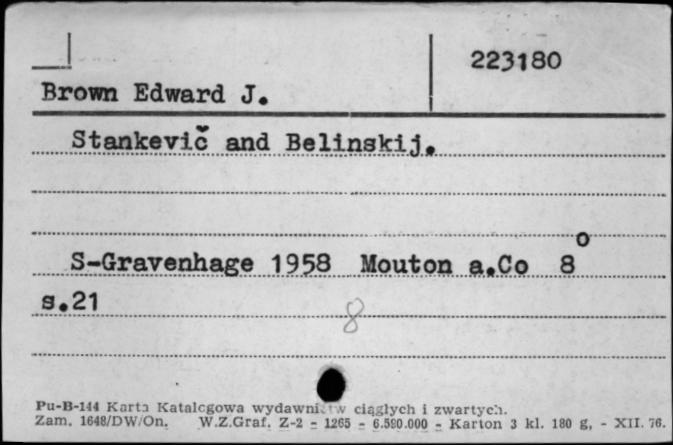 223180
Brown Edward J.
Stankevič and Belinskij.
S-Gravenhage 1958 Mouton a.Co 8°
s.21
8
Pu-B-144 Karta Katalogowa wydawnictw ciągłych i zwartych.
Zam. 1648/DW/On. W.Z.Graf. Z-2 - 1265 - 6.590.000 - Karton 3 kl. 180 g, - XII. 76.